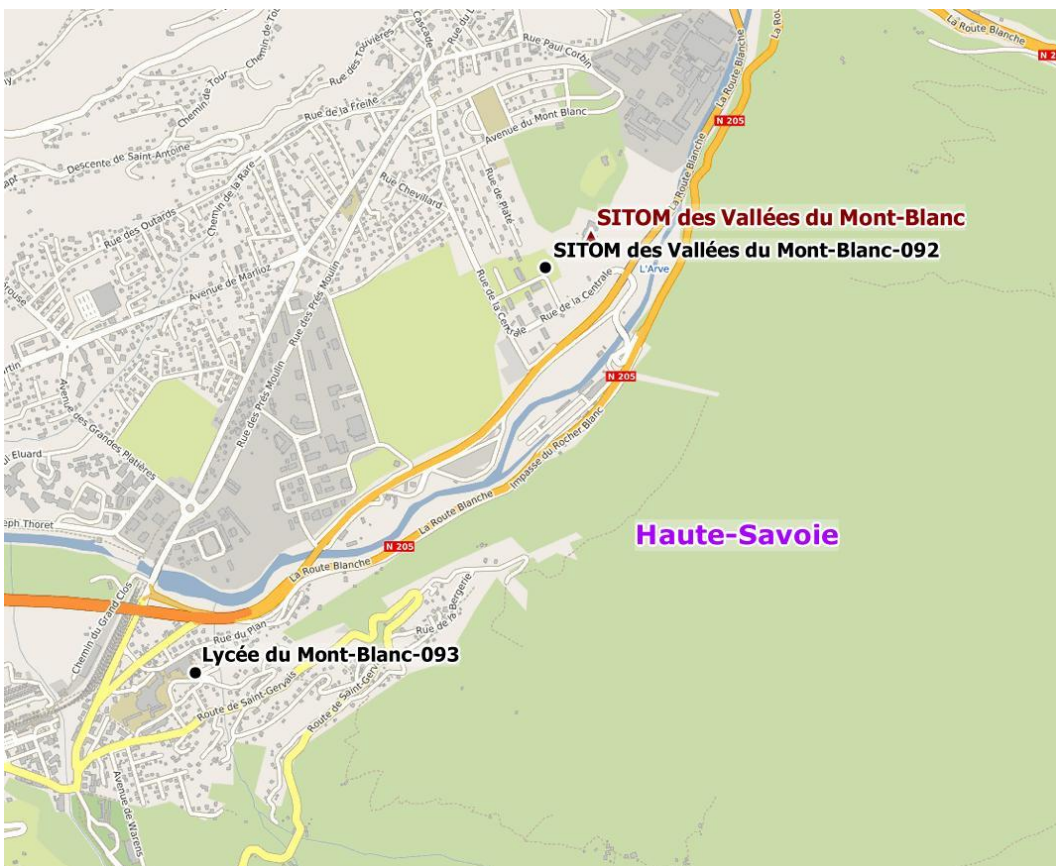 Rue Paul Corbin
Rue des Touvières
Cascade
Chemin de Tour
La Route Blanche
Rue de la Freite
Avenue du Mont Blanc
N 205
Descente de Saint-Antoine
Chemin de la Rare
Rue Chevillard
Rue de Platé
La Route Blanche
SITOM des Vallées du Mont-Blanc
Rue des Outards
SITOM des Vallées du Mont-Blanc-092
L'Arve
Avenue de Marlioz
Rue des Prés Moulin
Rue de la Centrale
Rue de la Centrale
N 205
Avenue des Grandes Platières
Rue des Prés Moulin
Impasse du Rocher Blanc
La Route Blanche
Haute-Savoie
N 205
La Route Blanche
Chemin du Grand Clos
Rue de la Bergerie
Rue du Plan
Lycée du Mont-Blanc-093
Route de Saint-Gervais
Avenue de Warens